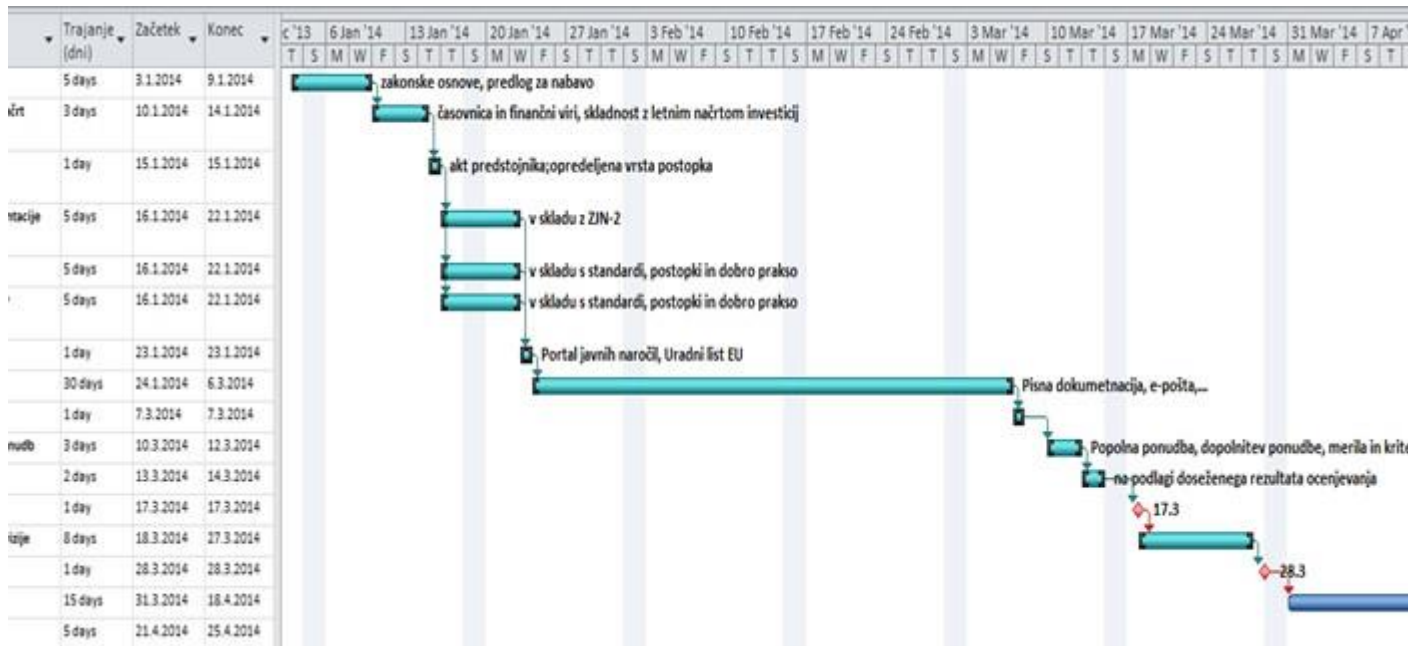 Trajanje Začetek Konec c '13 6 Jan '14 13 Jan '14 20 Jan '14 27 Jan '14 3 Feb '14 10 Feb '14 17 Feb '14 24 Feb '14 3 Mar '14 10 Mar '14 17 Mar '14 24 Mar '14 31 Mar '14 7 Apr '
(dni) T S M W F S T T S M W F S T T S M W F S T T S M W F S T T S M W F S T T S M W F S T
5 days 3.1.2014 9.1.2014 zakonske osnove, predlog za nabavo
črt 3 days 10.1.2014 14.1.2014 časovnica in finančni viri, skladnost z letnim načrtom investicij
1 day 15.1.2014 15.1.2014 akt predstojnika;opredeljena vrsta postopka
ntacije 5 days 16.1.2014 22.1.2014 v skladu z ZJN-2
5 days 16.1.2014 22.1.2014 v skladu s standardi, postopki in dobro prakso
5 days 16.1.2014 22.1.2014 v skladu s standardi, postopki in dobro prakso
1 day 23.1.2014 23.1.2014 Portal javnih naročil, Uradni list EU
30 days 24.1.2014 6.3.2014 Pisna dokumetnacija, e-pošta,...
1 day 7.3.2014 7.3.2014
nudb 3 days 10.3.2014 12.3.2014 Popolna ponudba, dopolnitev ponudbe, merila in krite
2 days 13.3.2014 14.3.2014 na podlagi doseženega rezultata ocenjevanja
1 day 17.3.2014 17.3.2014 17.3
izije 8 days 18.3.2014 27.3.2014
1 day 28.3.2014 28.3.2014 28.3
15 days 31.3.2014 18.4.2014
5 days 21.4.2014 25.4.2014